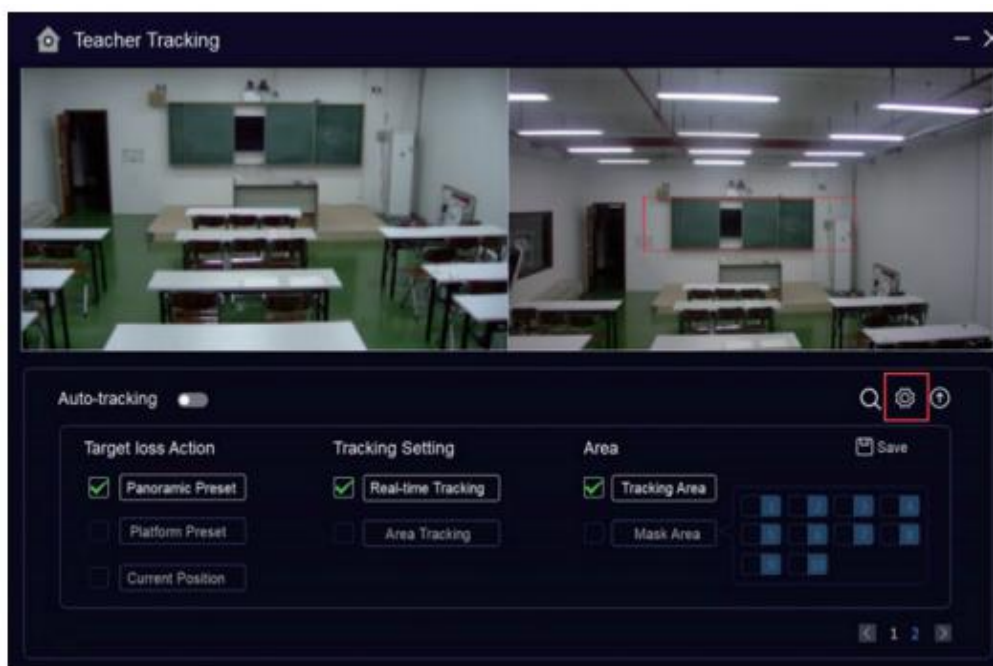 Teacher Tracking
Auto-tracking
Target loss Action
Tracking Setting
Area
Save
Panoramic Preset
Real-time Tracking
Tracking Area
Platform Preset
Area Tracking
Mask Area
Current Position
1 2